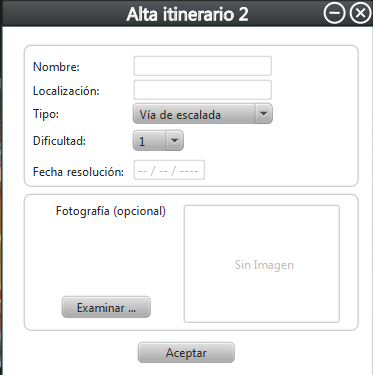 Alta itinerario 2
Nombre:
Localización:
Tipo: Vía de escalada
Dificultad: 1
Fecha resolución: -- / -- / ----
Fotografía (opcional)
Sin Imagen
Examinar ...
Aceptar